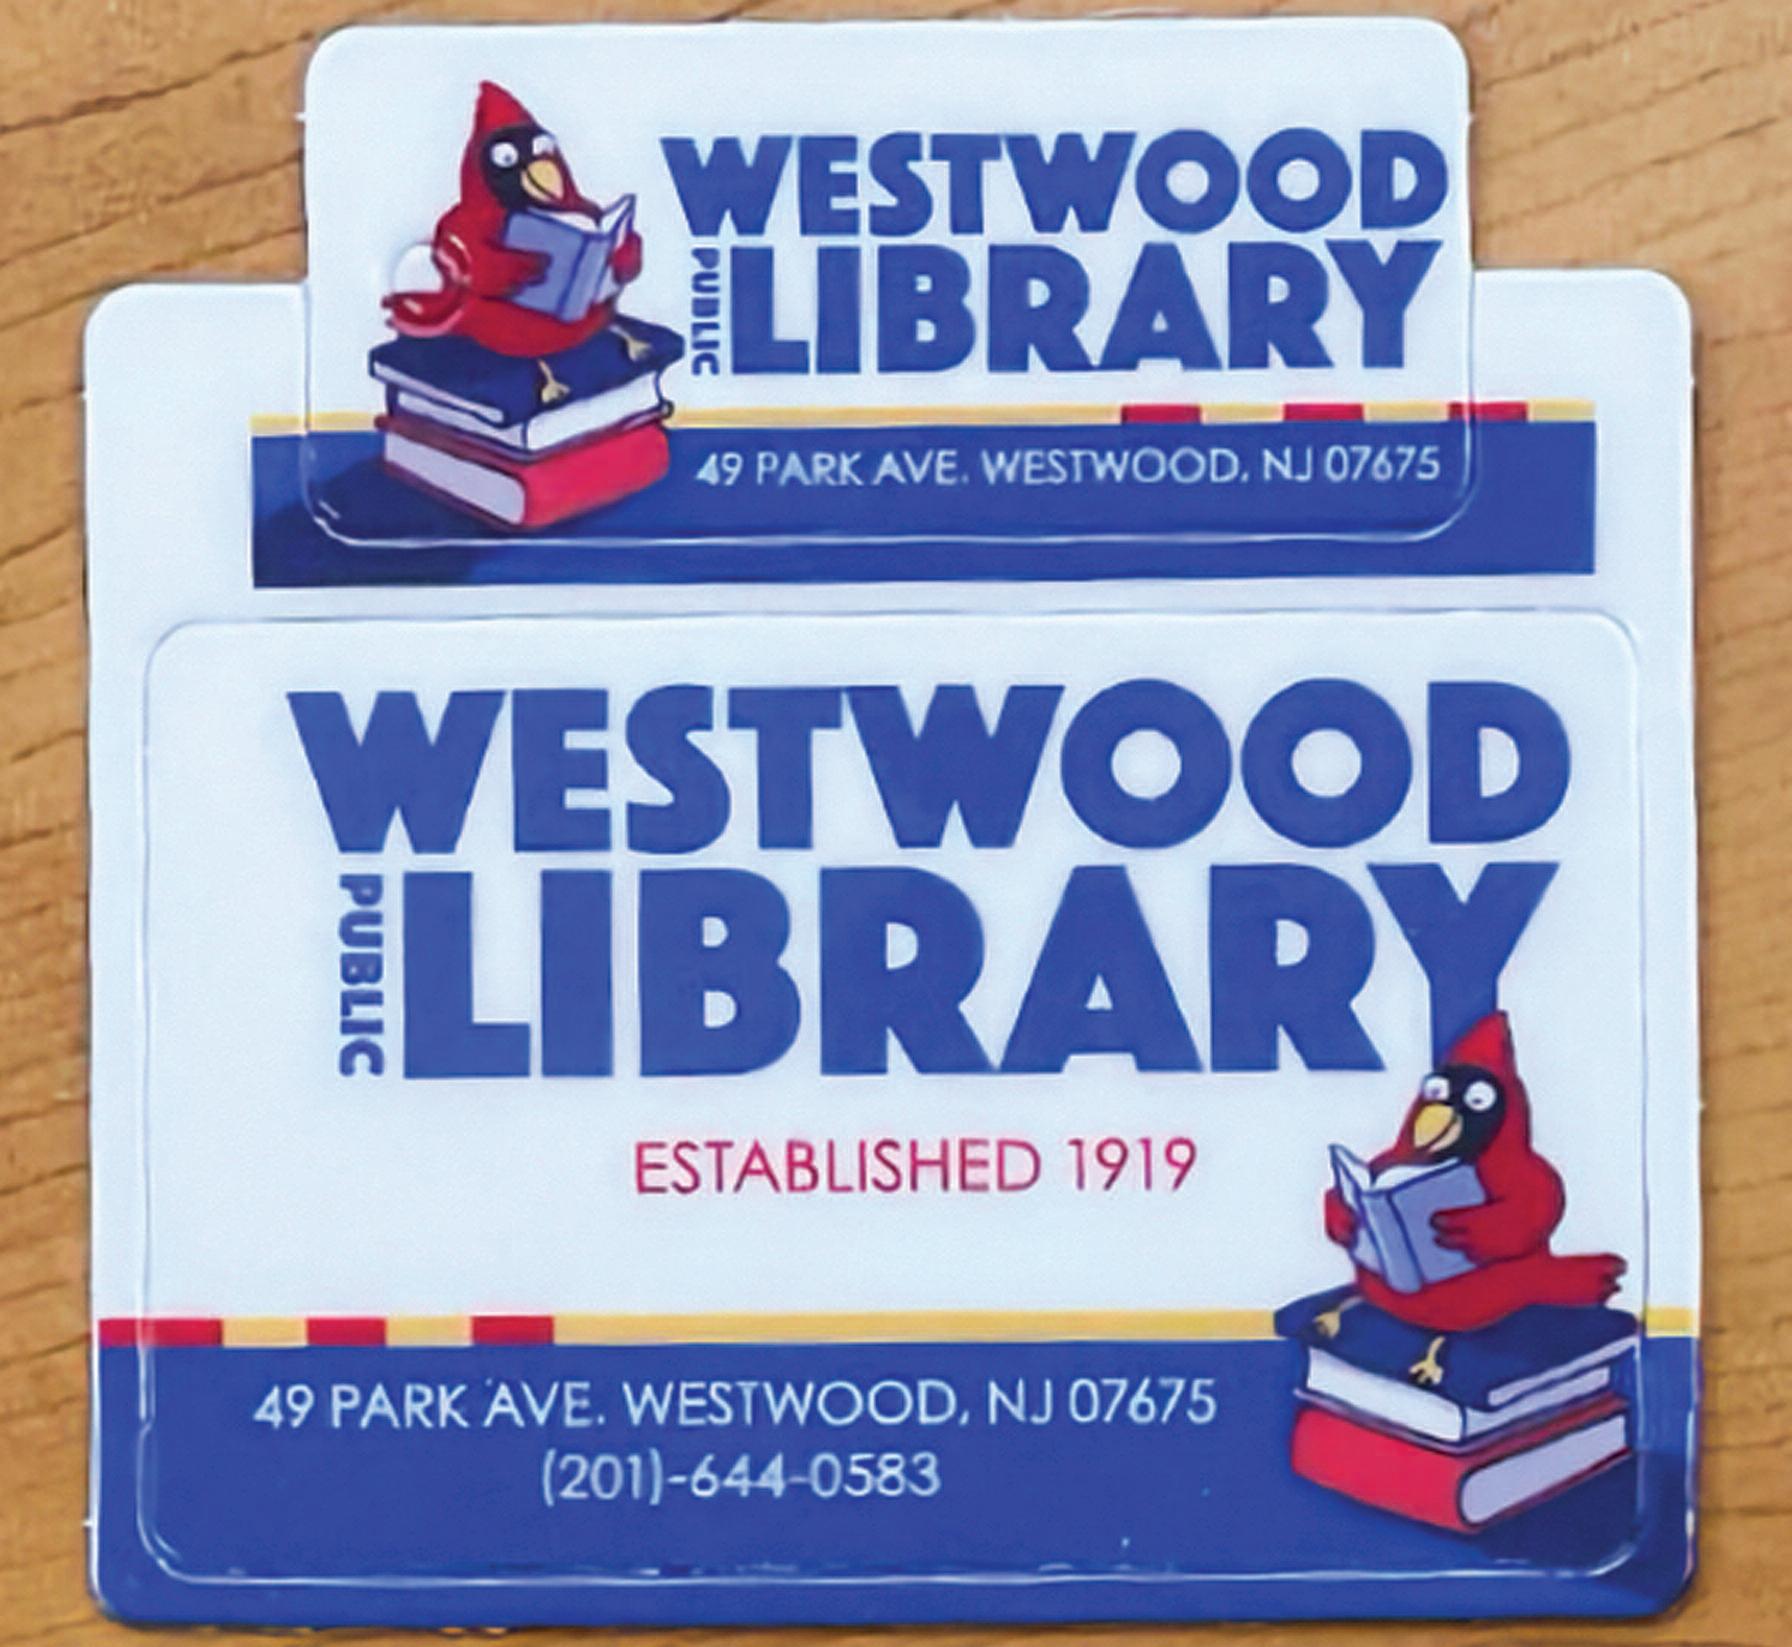 WESTWOOD
PUBLIC LIBRARY
49 PARK AVE. WESTWOOD, NJ 07675
WESTWOOD
PUBLIC LIBRARY
ESTABLISHED 1919
49 PARK AVE. WESTWOOD, NJ 07675
(201)-644-0583